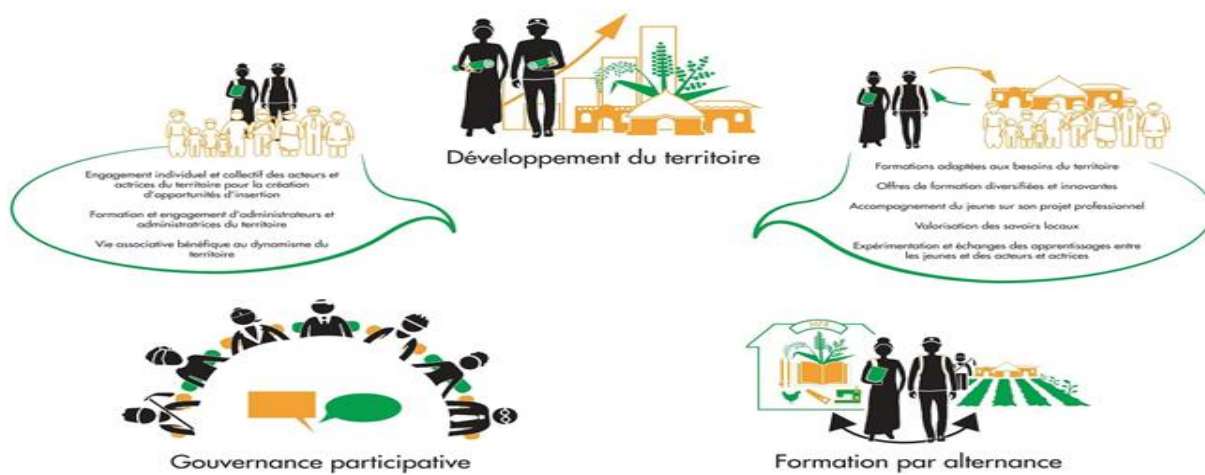 Développement du territoire
Engagement individuel et collectif des acteurs et
actrices du territoire pour la création
d'opportunités d'insertion
Formation et engagement d'administrateurs et
administratrices du territoire
Vie associative bénéfique au dynamisme du
territoire
Formations adaptées aux besoins du territoire
Offres de formation diversifiées et innovantes
Accompagnement du jeune sur son projet professionnel
Valorisation des savoirs locaux
Expérimentation et échanges des apprentissages entre
les jeunes et des acteurs et actrices
Gouvernance participative
MFR
Formation par alternance